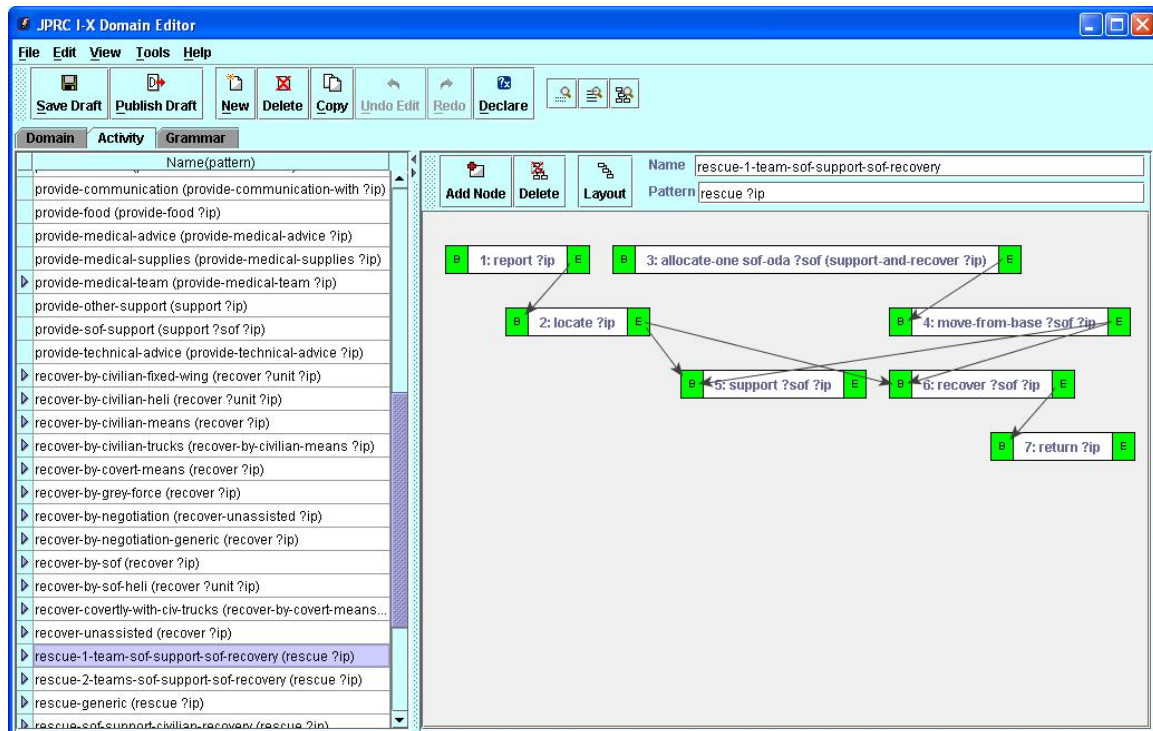 JPRC I-X Domain Editor
File Edit View Tools Help
Save Draft Publish Draft New Delete Copy Undo Edit Redo Declare
Domain Activity Grammar
Name(pattern)
provide-communication (provide-communication-with ?ip)
provide-food (provide-food ?ip)
provide-medical-advice (provide-medical-advice ?ip)
provide-medical-supplies (provide-medical-supplies ?ip)
provide-medical-team (provide-medical-team ?ip)
provide-other-support (support ?ip)
provide-sof-support (support ?sof ?ip)
provide-technical-advice (provide-technical-advice ?ip)
recover-by-civilian-fixed-wing (recover ?unit ?ip)
recover-by-civilian-heli (recover ?unit ?ip)
recover-by-civilian-means (recover ?ip)
recover-by-civilian-trucks (recover-by-civilian-means ?ip)
recover-by-covert-means (recover ?ip)
recover-by-grey-force (recover ?ip)
recover-by-negotiation (recover-unassisted ?ip)
recover-by-negotiation-generic (recover ?ip)
recover-by-sof (recover ?ip)
recover-by-sof-heli (recover ?unit ?ip)
recover-covertly-with-civ-trucks (recover-by-covert-means...
recover-unassisted (recover ?ip)
rescue-1-team-sof-support-sof-recovery (rescue ?ip)
rescue-2-teams-sof-support-sof-recovery (rescue ?ip)
rescue-generic (rescue ?ip)
rescue-sof-support-civilian-recovery (rescue ?ip)
Add Node Delete Layout
Name rescue-1-team-sof-support-sof-recovery
Pattern rescue ?ip
B 1: report ?ip E B 3: allocate-one sof-oda ?sof (support-and-recover ?ip) E
B 2: locate ?ip E B 4: move-from-base ?sof ?ip E
B 5: support ?sof ?ip E B 6: recover ?sof ?ip E
B 7: return ?ip E